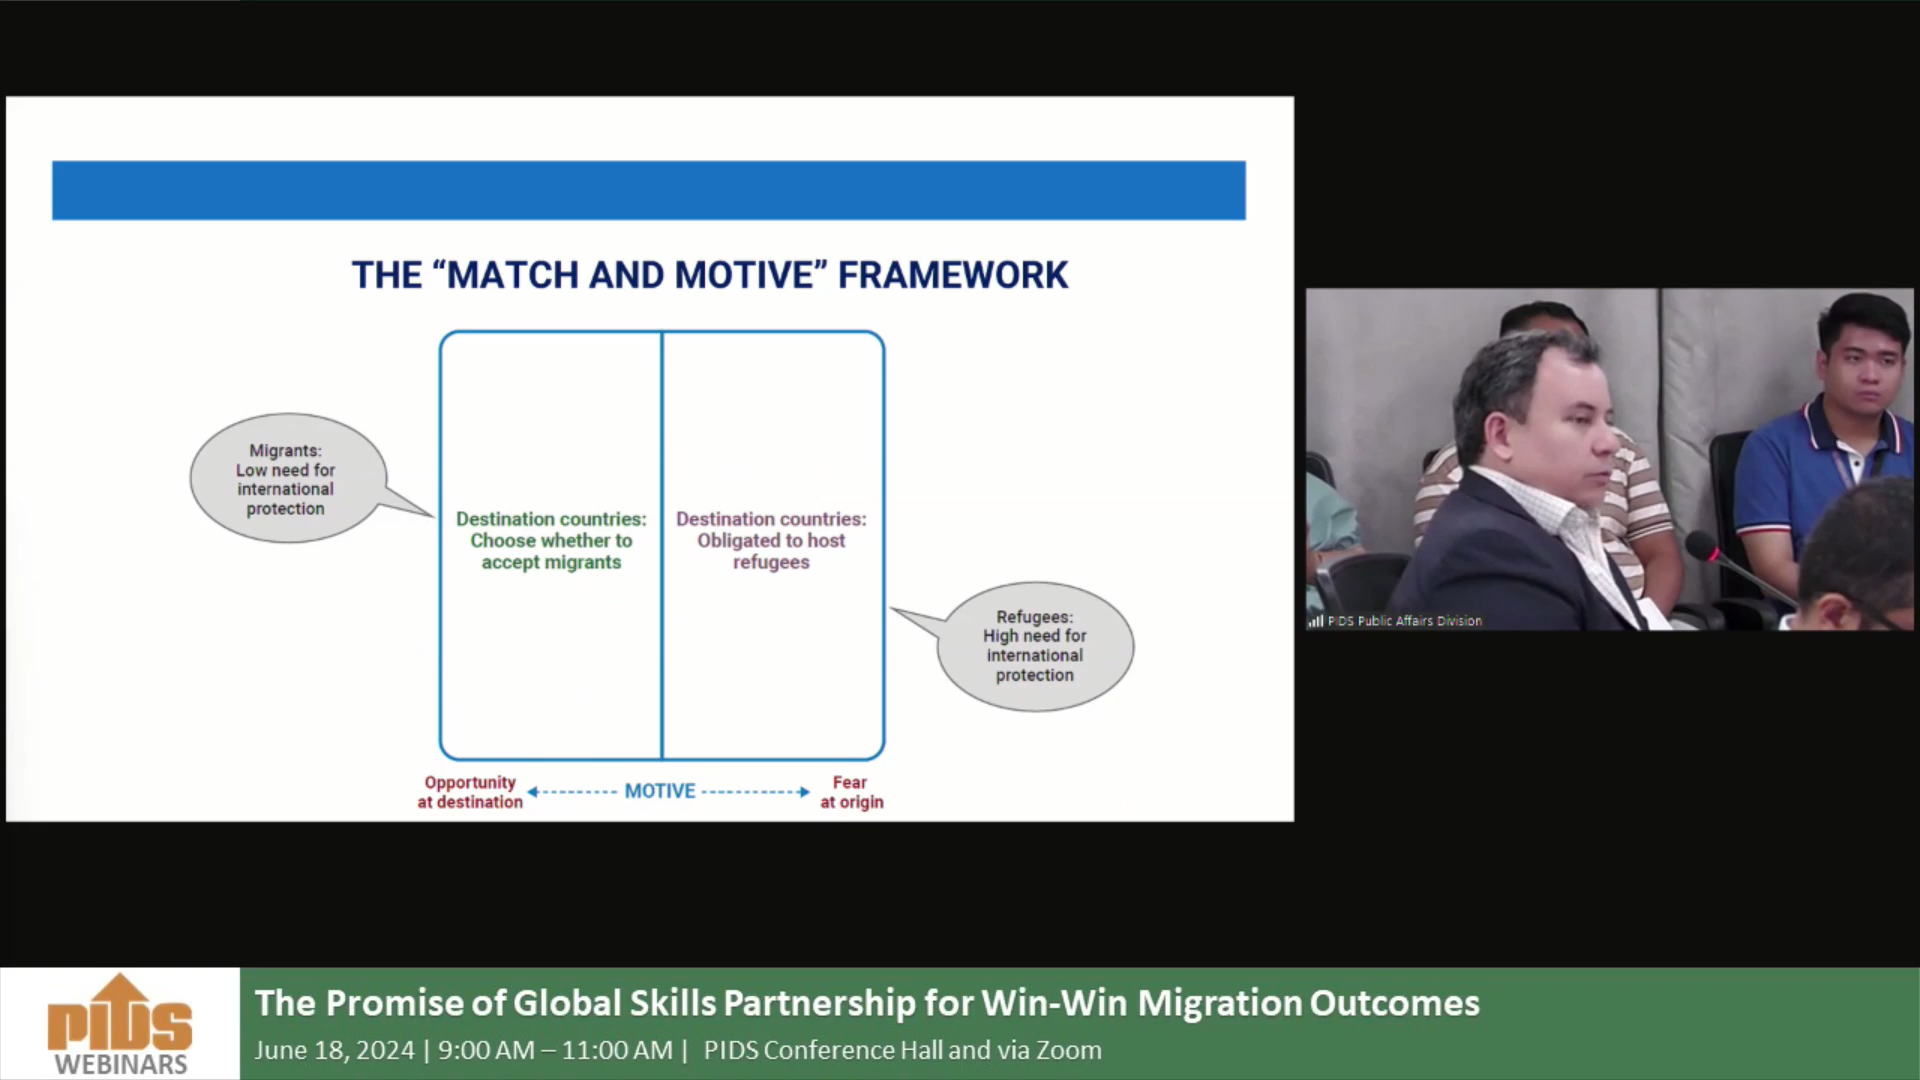 THE “MATCH AND MOTIVE” FRAMEWORK
Migrants:
Low need for
international
protection
Destination countries:
Choose whether to
accept migrants
Destination countries:
Obligated to host
refugees
Refugees:
High need for
international
protection
Opportunity
at destination
MOTIVE
Fear
at origin
PIDS Public Affairs Division
PIDS
WEBINARS
The Promise of Global Skills Partnership for Win-Win Migration Outcomes
June 18, 2024 | 9:00 AM – 11:00 AM | PIDS Conference Hall and via Zoom